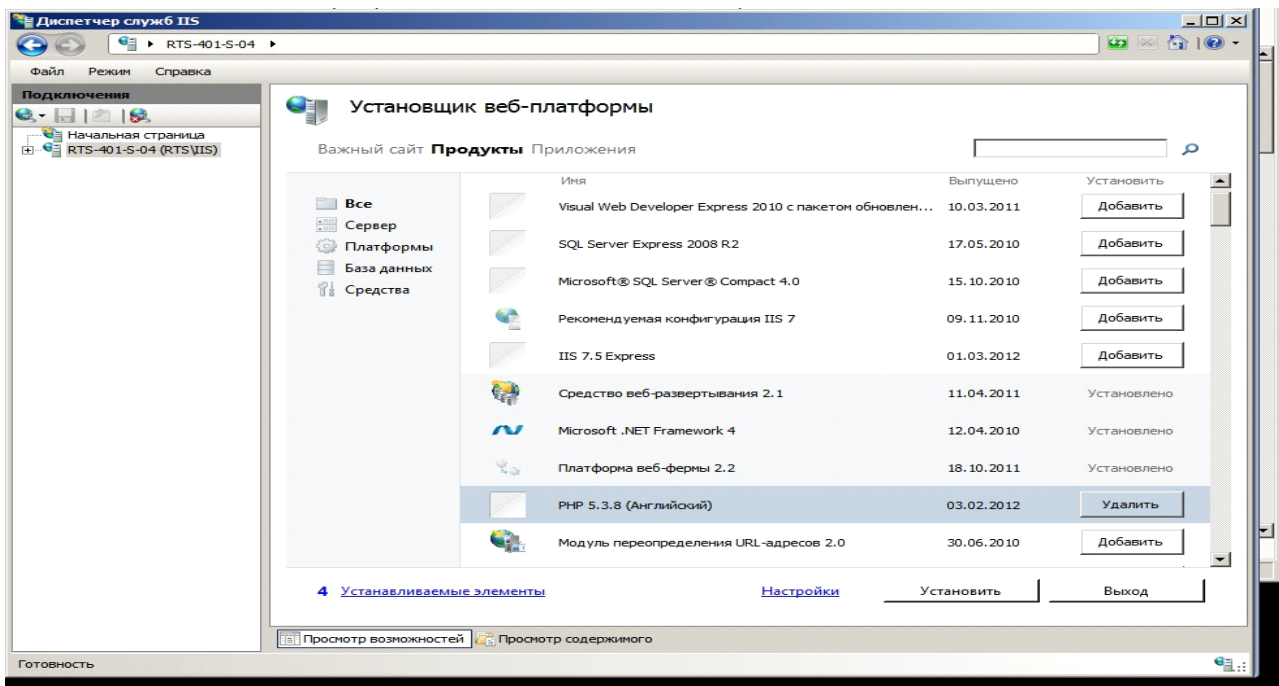 Диспетчер служб IIS
RTS-401-S-04
Файл Режим Справка
Подключения
Начальная страница
RTS-401-S-04 (RTS\IIS)
Установщик веб-платформы
Важный сайт Продукты Приложения
Все
Сервер
Платформы
База данных
Средства
Имя Выпущено Установить
Visual Web Developer Express 2010 с пакетом обновлен... 10.03.2011 Добавить
SQL Server Express 2008 R2 17.05.2010 Добавить
Microsoft® SQL Server® Compact 4.0 15.10.2010 Добавить
Рекомендуемая конфигурация IIS 7 09.11.2010 Добавить
IIS 7.5 Express 01.03.2012 Добавить
Средство веб-развертывания 2.1 11.04.2011 Установлено
Microsoft .NET Framework 4 12.04.2010 Установлено
Платформа веб-фермы 2.2 18.10.2011 Установлено
PHP 5.3.8 (Английский) 03.02.2012 Удалить
Модуль переопределения URL-адресов 2.0 30.06.2010 Добавить
4 Устанавливаемые элементы Настройки Установить Выход
Просмотр возможностей Просмотр содержимого
Готовность